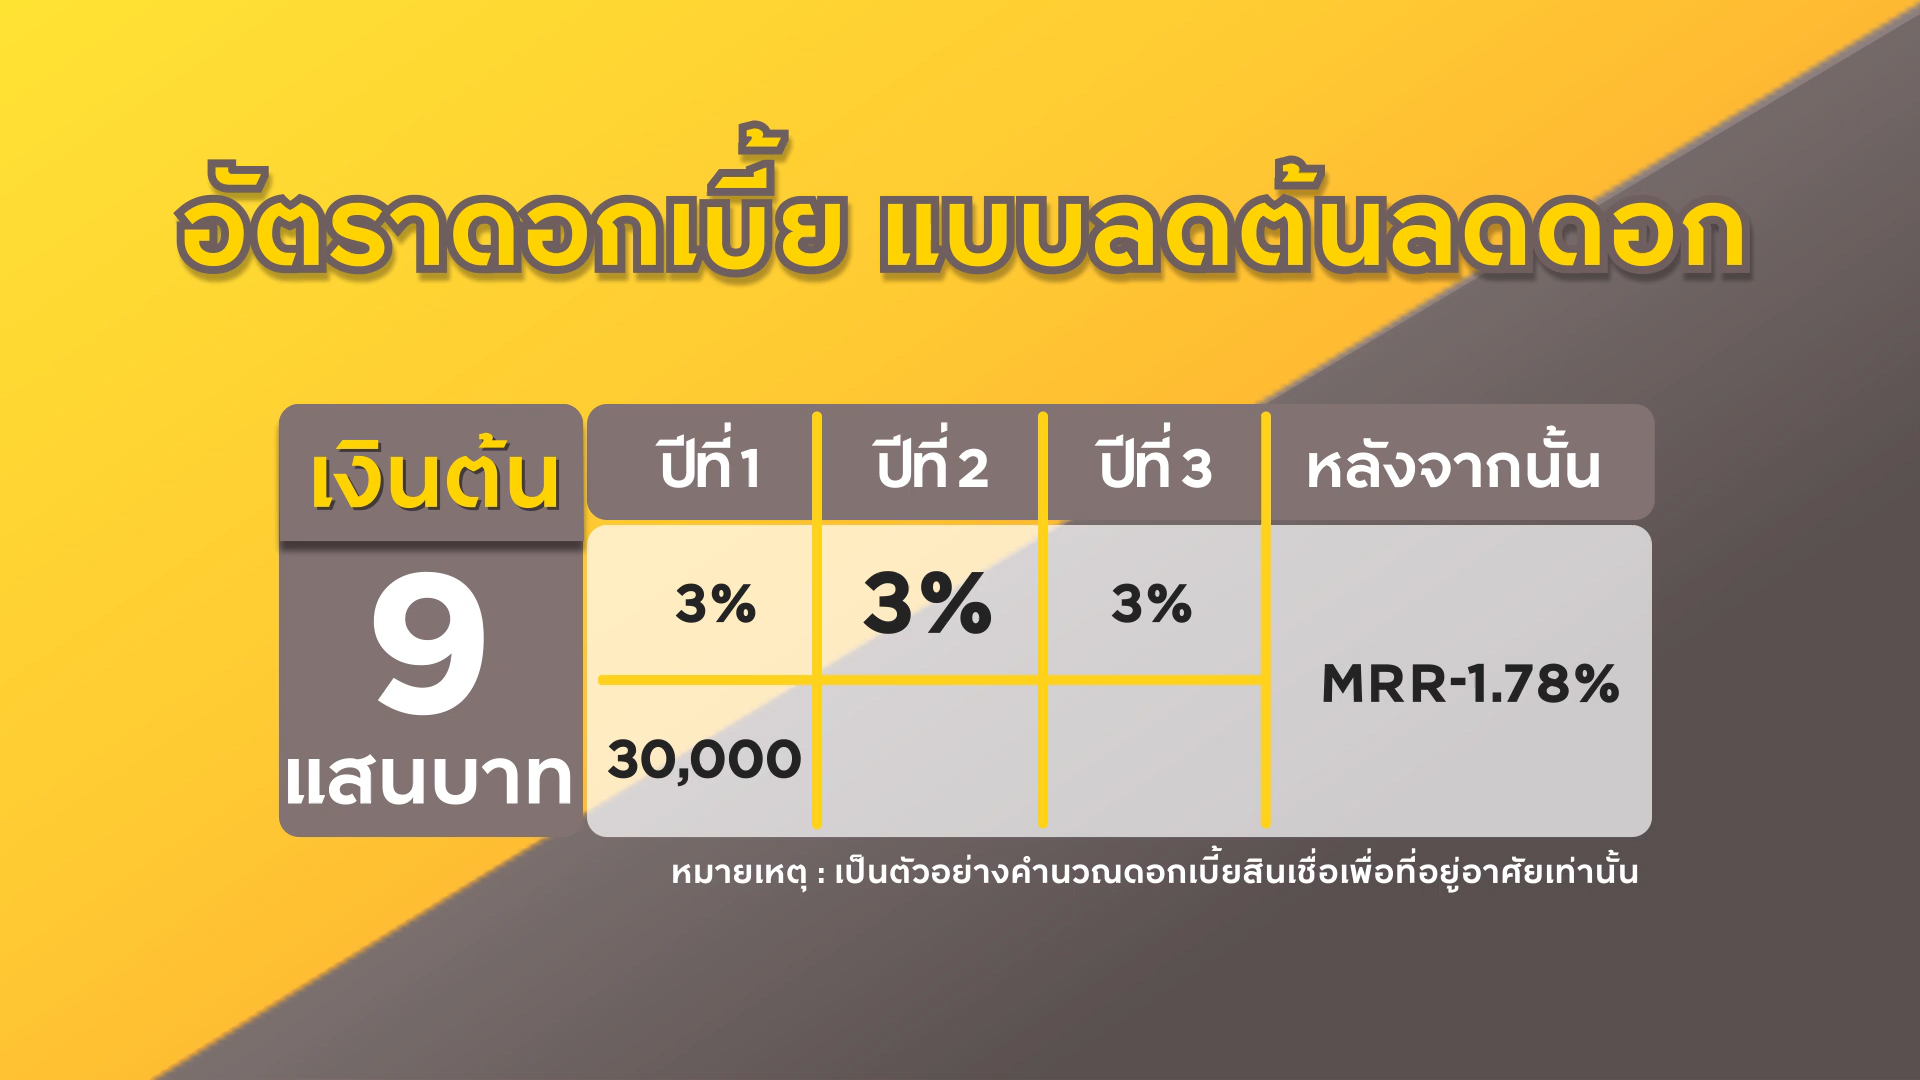 อัตราดอกเบี้ย แบบลดต้นลดดอก
เงินต้น
9
แสนบาท
ปีที่ 1 ปีที่ 2 ปีที่ 3 หลังจากนั้น
3% 3% 3%
MRR-1.78%
30,000
หมายเหตุ : เป็นตัวอย่างคำนวณดอกเบี้ยสินเชื่อเพื่อที่อยู่อาศัยเท่านั้น